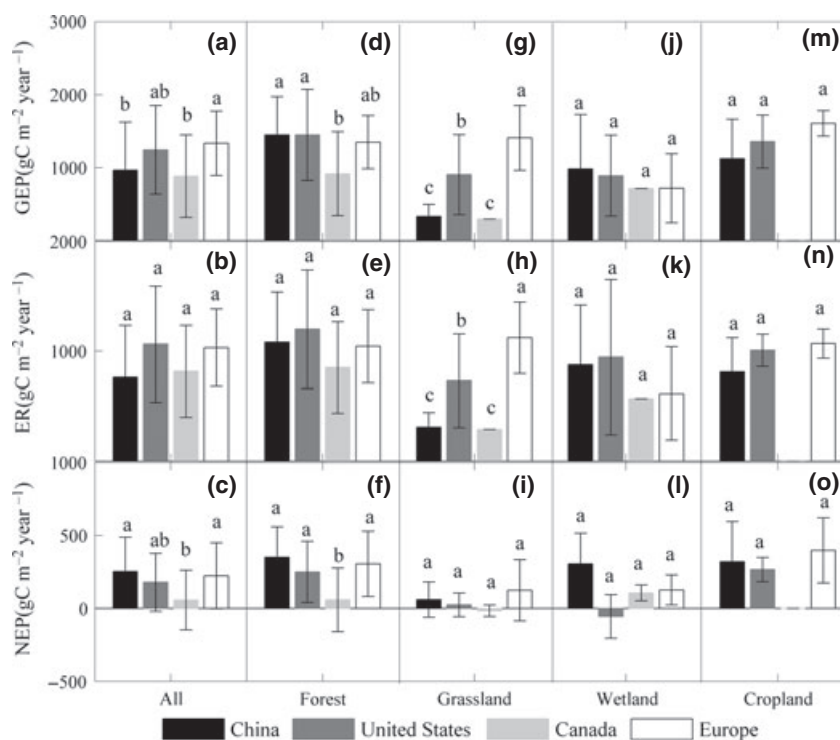 3000
(a) (d) (g) (j) (m)
b ab b a
a a b ab
c b c a
a a a a
a a a
2000
1000
GEP(gC m⁻² year⁻¹)
2000
(b) (e) (h) (k) (n)
a a a a
a a a a
c b c a
a a a a
a a a
1000
ER(gC m⁻² year⁻¹)
1000
(c) (f) (i) (l) (o)
a ab b a
a a b a
a a a a
a a a a
a a a
500
0
−500
NEP(gC m⁻² year⁻¹)
All Forest Grassland Wetland Cropland
China United States Canada Europe